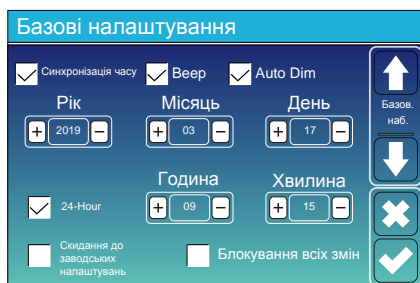 Базові налаштування
Синхронізація часу Beep Auto Dim
Рік Місяць День
Базов.
наб.
+ 2019 − + 03 − + 17 −
Година Хвилина
24-Hour + 09 − + 15 −
Скидання до
заводських
налаштувань
Блокування всіх змін